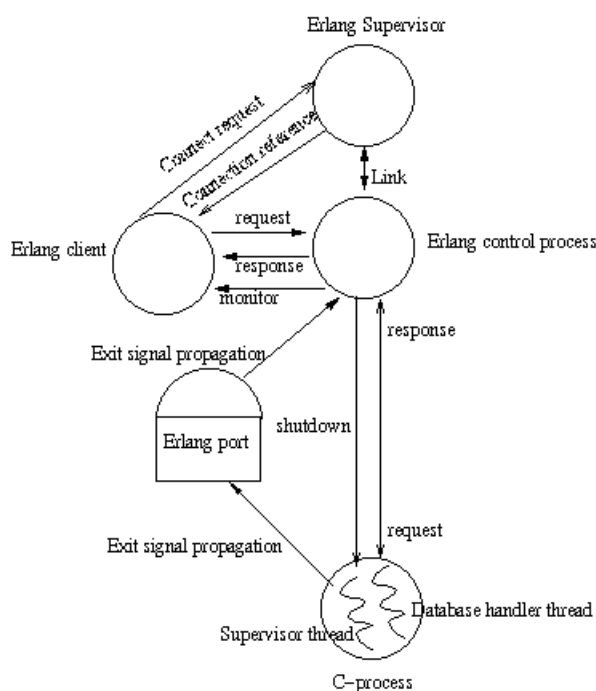 Erlang Supervisor
Connect request
Connection reference
Link
request
Erlang client
Erlang control process
response
monitor
response
Exit signal propagation
shutdown
Erlang port
request
Exit signal propagation
Database handler thread
Supervisor thread
C-process